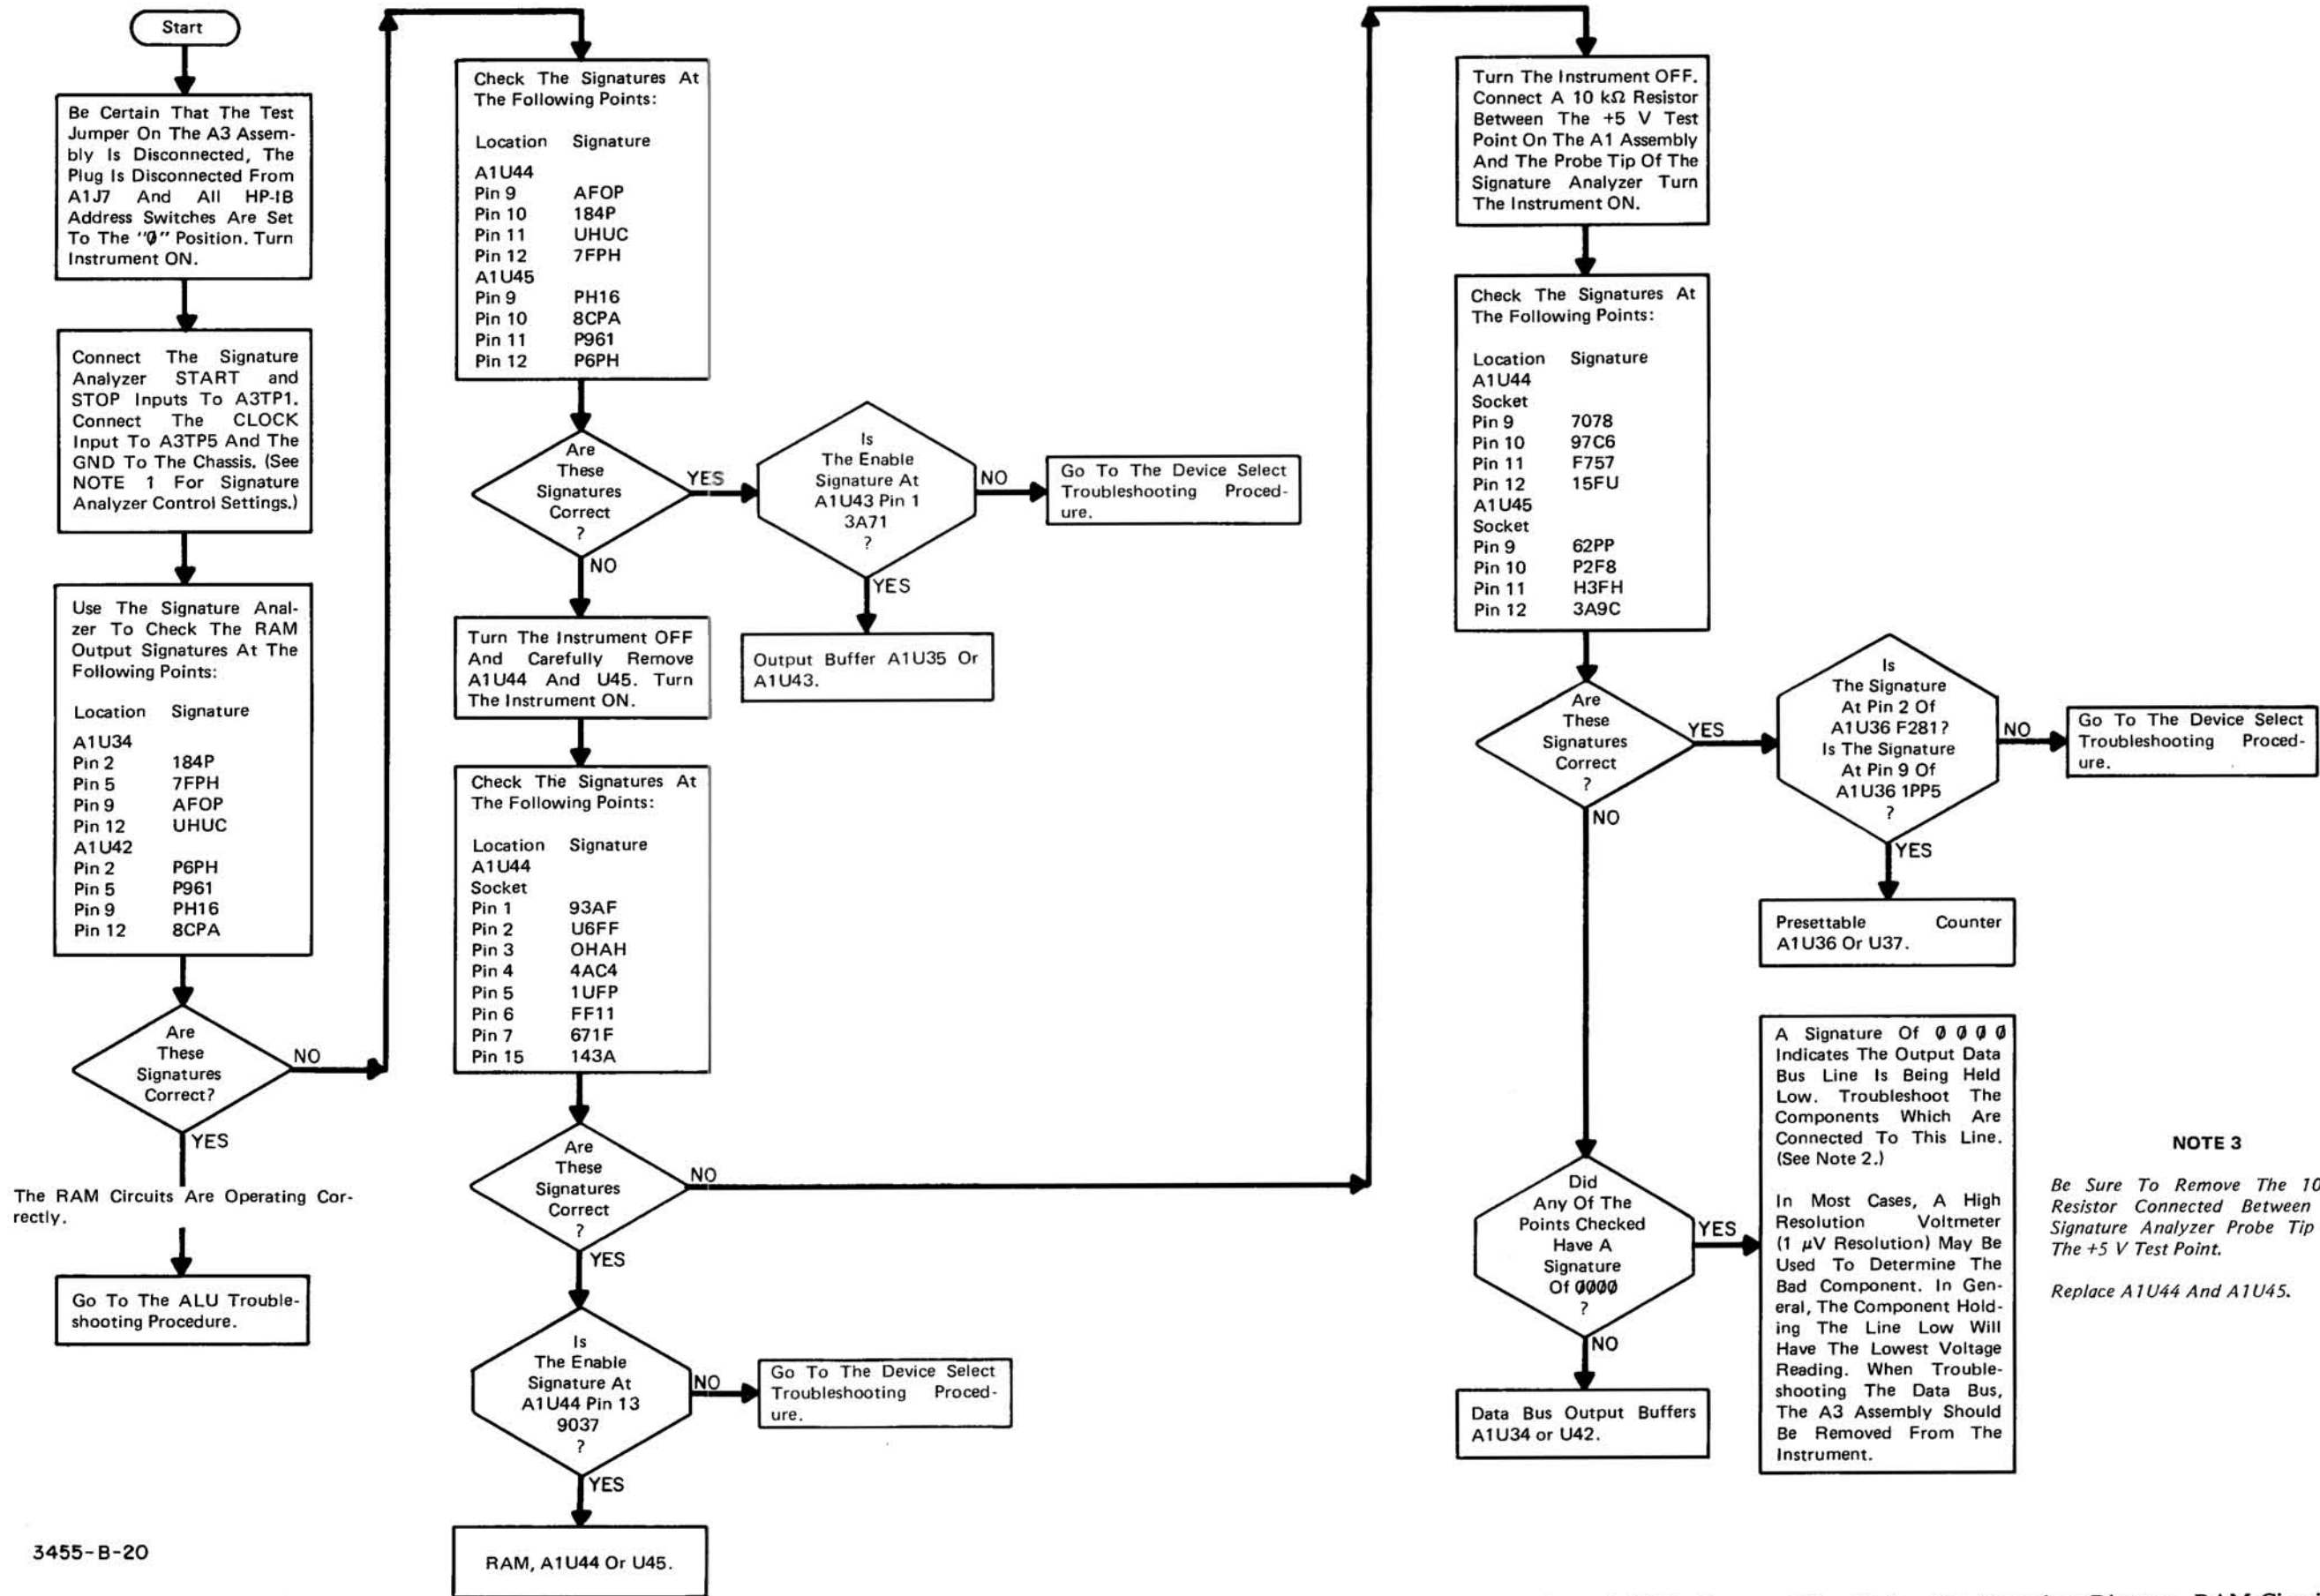 Start
Be Certain That The Test
Jumper On The A3 Assem-
bly Is Disconnected, The
Plug Is Disconnected From
A1J7 And All HP-IB
Address Switches Are Set
To The "0̸" Position. Turn
Instrument ON.
Connect The Signature
Analyzer START and
STOP Inputs To A3TP1.
Connect The CLOCK
Input To A3TP5 And The
GND To The Chassis. (See
NOTE 1 For Signature
Analyzer Control Settings.)
Use The Signature Anal-
zer To Check The RAM
Output Signatures At The
Following Points:
Location Signature
A1U34
Pin 2 184P
Pin 5 7FPH
Pin 9 AFOP
Pin 12 UHUC
A1U42
Pin 2 P6PH
Pin 5 P961
Pin 9 PH16
Pin 12 8CPA
Are
These
Signatures
Correct?
NO
YES
The RAM Circuits Are Operating Cor-
rectly.
Go To The ALU Trouble-
shooting Procedure.
3455-B-20
Check The Signatures At
The Following Points:
Location Signature
A1U44
Pin 9 AFOP
Pin 10 184P
Pin 11 UHUC
Pin 12 7FPH
A1U45
Pin 9 PH16
Pin 10 8CPA
Pin 11 P961
Pin 12 P6PH
Are
These
Signatures
Correct
?
YES
NO
Is
The Enable
Signature At
A1U43 Pin 1
3A71
?
NO
Go To The Device Select
Troubleshooting Proced-
ure.
YES
Output Buffer A1U35 Or
A1U43.
Turn The Instrument OFF
And Carefully Remove
A1U44 And U45. Turn
The Instrument ON.
Check The Signatures At
The Following Points:
Location Signature
A1U44
Socket
Pin 1 93AF
Pin 2 U6FF
Pin 3 OHAH
Pin 4 4AC4
Pin 5 1UFP
Pin 6 FF11
Pin 7 671F
Pin 15 143A
Are
These
Signatures
Correct
?
NO
YES
Is
The Enable
Signature At
A1U44 Pin 13
9037
?
NO
Go To The Device Select
Troubleshooting Proced-
ure.
YES
RAM, A1U44 Or U45.
Turn The Instrument OFF.
Connect A 10 kΩ Resistor
Between The +5 V Test
Point On The A1 Assembly
And The Probe Tip Of The
Signature Analyzer Turn
The Instrument ON.
Check The Signatures At
The Following Points:
Location Signature
A1U44
Socket
Pin 9 7078
Pin 10 97C6
Pin 11 F757
Pin 12 15FU
A1U45
Socket
Pin 9 62PP
Pin 10 P2F8
Pin 11 H3FH
Pin 12 3A9C
Are
These
Signatures
Correct
?
YES
NO
Is
The Signature
At Pin 2 Of
A1U36 F281?
Is The Signature
At Pin 9 Of
A1U36 1PP5
?
NO
Go To The Device Select
Troubleshooting Proced-
ure.
YES
Presettable Counter
A1U36 Or U37.
Did
Any Of The
Points Checked
Have A
Signature
Of 0̸0̸0̸0̸
?
YES
NO
Data Bus Output Buffers
A1U34 or U42.
A Signature Of 0̸ 0̸ 0̸ 0̸
Indicates The Output Data
Bus Line Is Being Held
Low. Troubleshoot The
Components Which Are
Connected To This Line.
(See Note 2.)
In Most Cases, A High
Resolution Voltmeter
(1 μV Resolution) May Be
Used To Determine The
Bad Component. In Gen-
eral, The Component Hold-
ing The Line Low Will
Have The Lowest Voltage
Reading. When Trouble-
shooting The Data Bus,
The A3 Assembly Should
Be Removed From The
Instrument.
NOTE 3
Be Sure To Remove The 10
Resistor Connected Between
Signature Analyzer Probe Tip
The +5 V Test Point.
Replace A1U44 And A1U45.